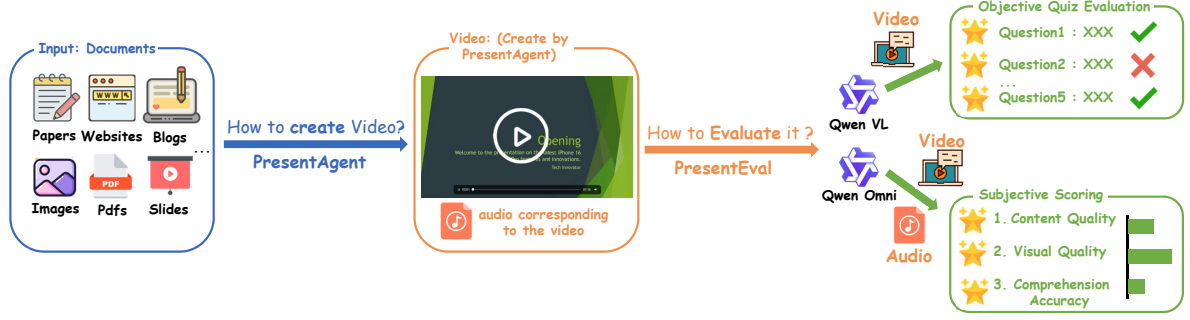 Input: Documents
WWW
Papers
Websites
Blogs
...
PDF
Images
Pdfs
Slides
How to create Video?
PresentAgent
Video: (Create by
PresentAgent)
Opening
Welcome to the presentation on the latest iPhone 16
Tech Innovator
audio corresponding
to the video
How to Evaluate it ?
PresentEval
Video
Qwen VL
Objective Quiz Evaluation
Question1 : XXX
Question2 : XXX
...
Question5 : XXX
Video
Qwen Omni
Audio
Subjective Scoring
1. Content Quality
2. Visual Quality
3. Comprehension
Accuracy